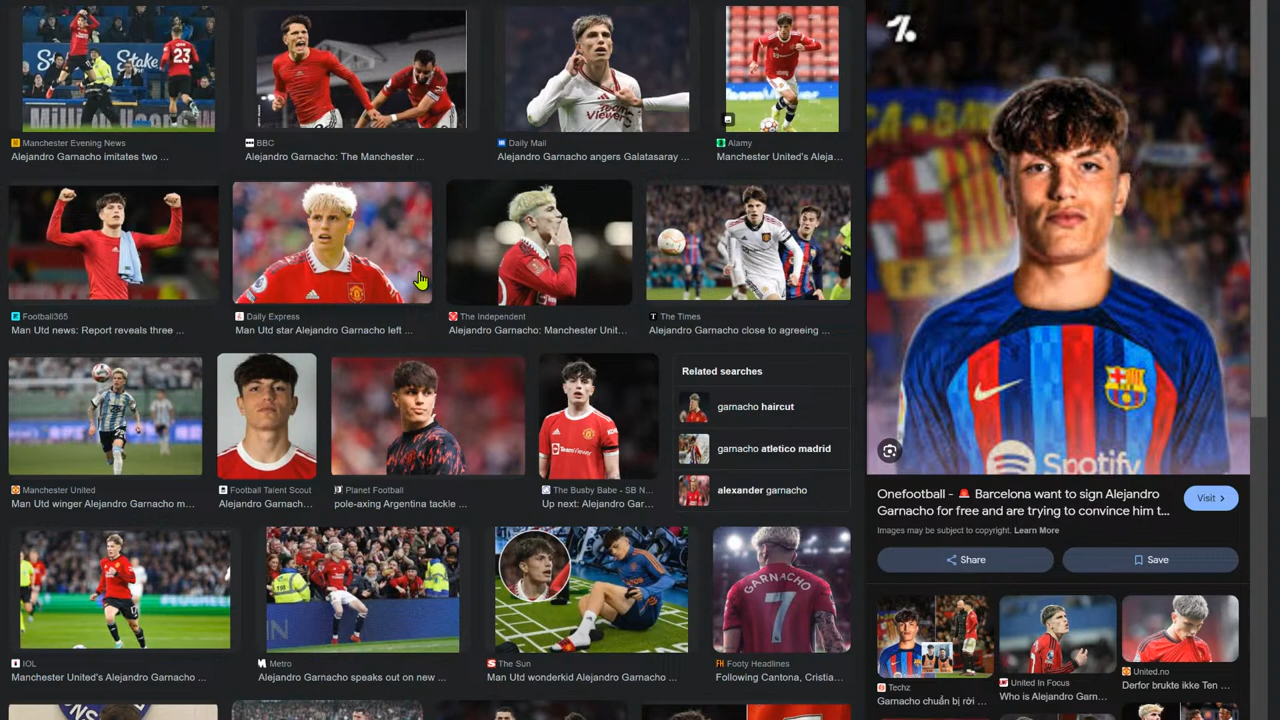 Manchester Evening News
Alejandro Garnacho imitates two ...
BBC
Alejandro Garnacho: The Manchester ...
Daily Mail
Alejandro Garnacho angers Galatasaray ...
Alamy
Manchester United's Aleja...
Football365
Man Utd news: Report reveals three ...
Daily Express
Man Utd star Alejandro Garnacho left ...
The Independent
Alejandro Garnacho: Manchester Unit...
The Times
Alejandro Garnacho close to agreeing ...
Manchester United
Man Utd winger Alejandro Garnacho m...
Football Talent Scout
Alejandro Garnach...
Planet Football
pole-axing Argentina tackle ...
The Busby Babe - SB N...
Up next: Alejandro Gar...
Related searches
garnacho haircut
garnacho atletico madrid
alexander garnacho
IOL
Manchester United's Alejandro Garnacho ...
Metro
Alejandro Garnacho speaks out on new ...
The Sun
Man Utd wonderkid Alejandro Garnacho ...
GARNACHO
7
Footy Headlines
Following Cantona, Cristia...
Spotify
Onefootball - 🚨 Barcelona want to sign Alejandro
Garnacho for free and are trying to convince him t...
Visit
Images may be subject to copyright. Learn More
Share
Save
Techz
Garnacho chuẩn bị rời ...
United In Focus
Who is Alejandro Garn...
United.no
Derfor brukte ikke Ten ...
23
Stake
TeamViewer